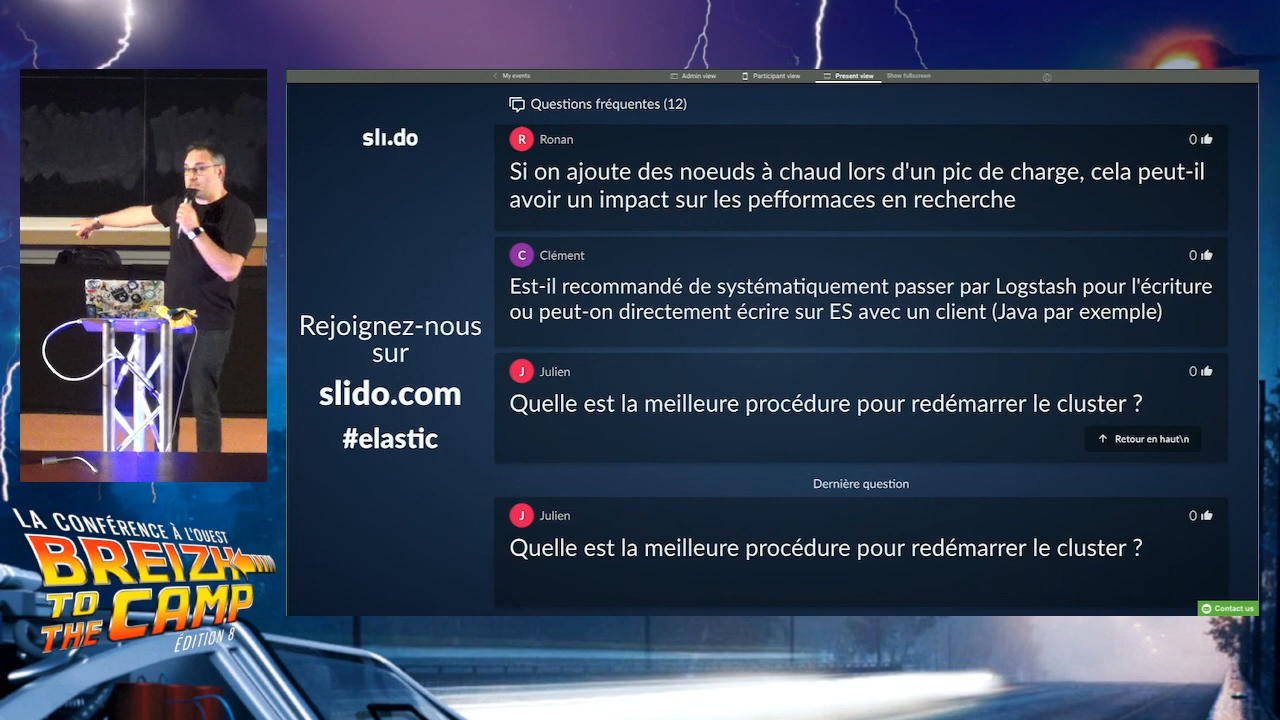 My events
Admin view
Participant view
Present view
Show fullscreen
Questions fréquentes (12)
sli.do
R
Ronan
0
Si on ajoute des noeuds à chaud lors d'un pic de charge, cela peut-il
avoir un impact sur les pefformaces en recherche
C
Clément
0
Est-il recommandé de systématiquement passer par Logstash pour l'écriture
ou peut-on directement écrire sur ES avec un client (Java par exemple)
Rejoignez-nous
sur
slido.com
#elastic
J
Julien
0
Quelle est la meilleure procédure pour redémarrer le cluster ?
Retour en haut\n
Dernière question
J
Julien
0
Quelle est la meilleure procédure pour redémarrer le cluster ?
Contact us
LA CONFÉRENCE À L'OUEST
BREIZH
TO
THE CAMP
ÉDITION 8